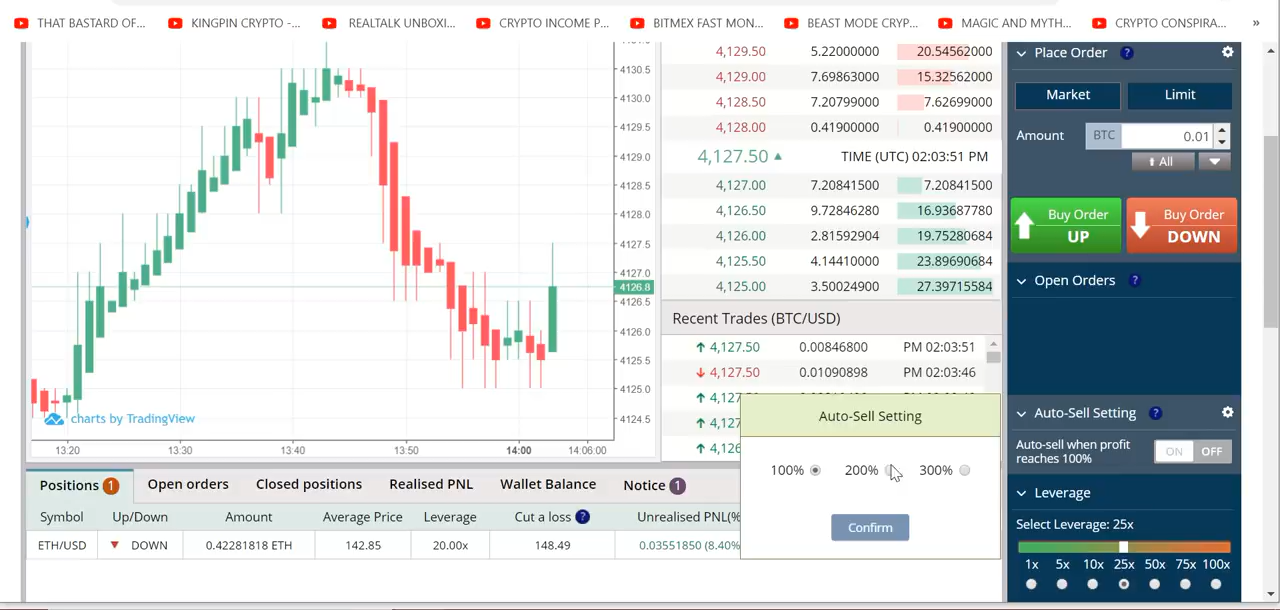 THAT BASTARD OF... KINGPIN CRYPTO -... REALTALK UNBOXI... CRYPTO INCOME P... BITMEX FAST MON... BEAST MODE CRYP... MAGIC AND MYTH... CRYPTO CONSPIRA... »
4130.5
4130.0
4129.5
4129.0
4128.5
4128.0
4127.5
4127.0
4126.8
4126.0
4125.5
4125.0
4124.5
charts by TradingView
13:20 13:30 13:40 13:50 14:00 14:06:00
4,129.50 5.22000000 20.54562000
4,129.00 7.69863000 15.32562000
4,128.50 7.20799000 7.62699000
4,128.00 0.41900000 0.41900000
4,127.50 ▲ TIME (UTC) 02:03:51 PM
4,127.00 7.20841500 7.20841500
4,126.50 9.72846280 16.93687780
4,126.00 2.81592904 19.75280684
4,125.50 4.14410000 23.89690684
4,125.00 3.50024900 27.39715584
Recent Trades (BTC/USD)
↑ 4,127.50 0.00846800 PM 02:03:51
↓ 4,127.50 0.01090898 PM 02:03:46
Auto-Sell Setting
100% 200% 300%
Confirm
Place Order ?
Market Limit
Amount BTC 0.01
All
Buy Order UP
Buy Order DOWN
Open Orders ?
Auto-Sell Setting ?
Auto-sell when profit
reaches 100% ON OFF
Leverage
Select Leverage: 25x
1x 5x 10x 25x 50x 75x 100x
Positions 1 Open orders Closed positions Realised PNL Wallet Balance Notice 1
Symbol Up/Down Amount Average Price Leverage Cut a loss ? Unrealised PNL(%
ETH/USD ▼ DOWN 0.42281818 ETH 142.85 20.00x 148.49 0.03551850 (8.40%